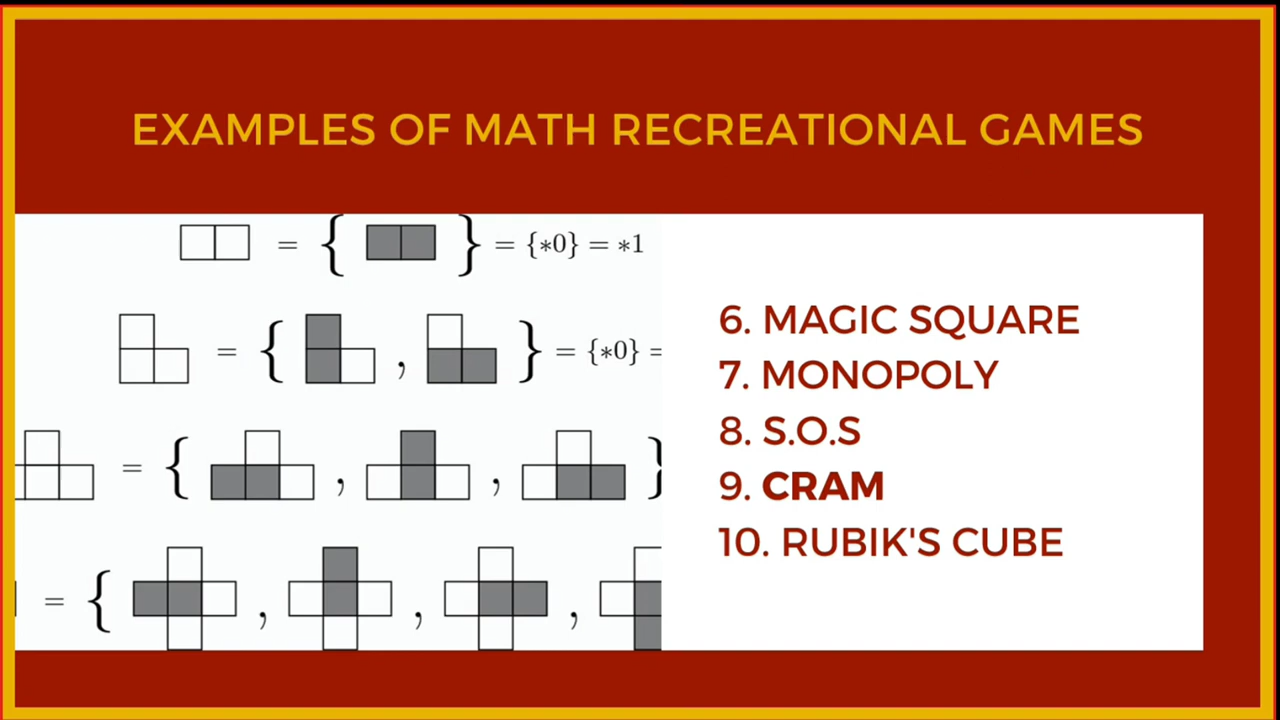 EXAMPLES OF MATH RECREATIONAL GAMES
= { } = {*0} = *1
= { , } = {*0} =
= { , , }
= { , , ,
6. MAGIC SQUARE
7. MONOPOLY
8. S.O.S
9. CRAM
10. RUBIK'S CUBE